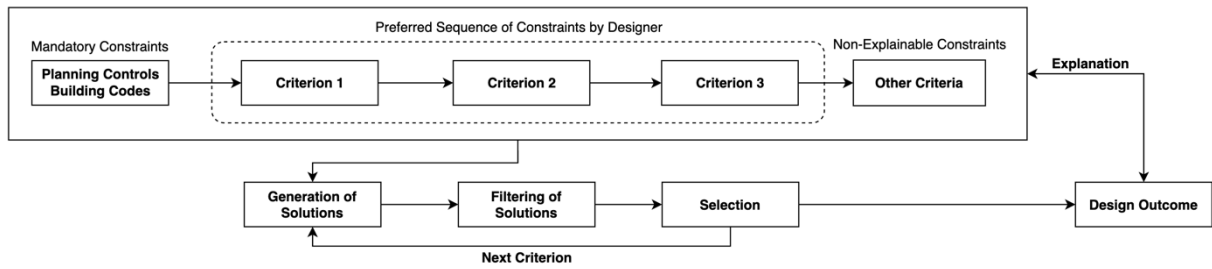 Preferred Sequence of Constraints by Designer
Mandatory Constraints
Non-Explainable Constraints
Planning Controls
Building Codes
Criterion 1
Criterion 2
Criterion 3
Other Criteria
Explanation
Generation of
Solutions
Filtering of
Solutions
Selection
Design Outcome
Next Criterion